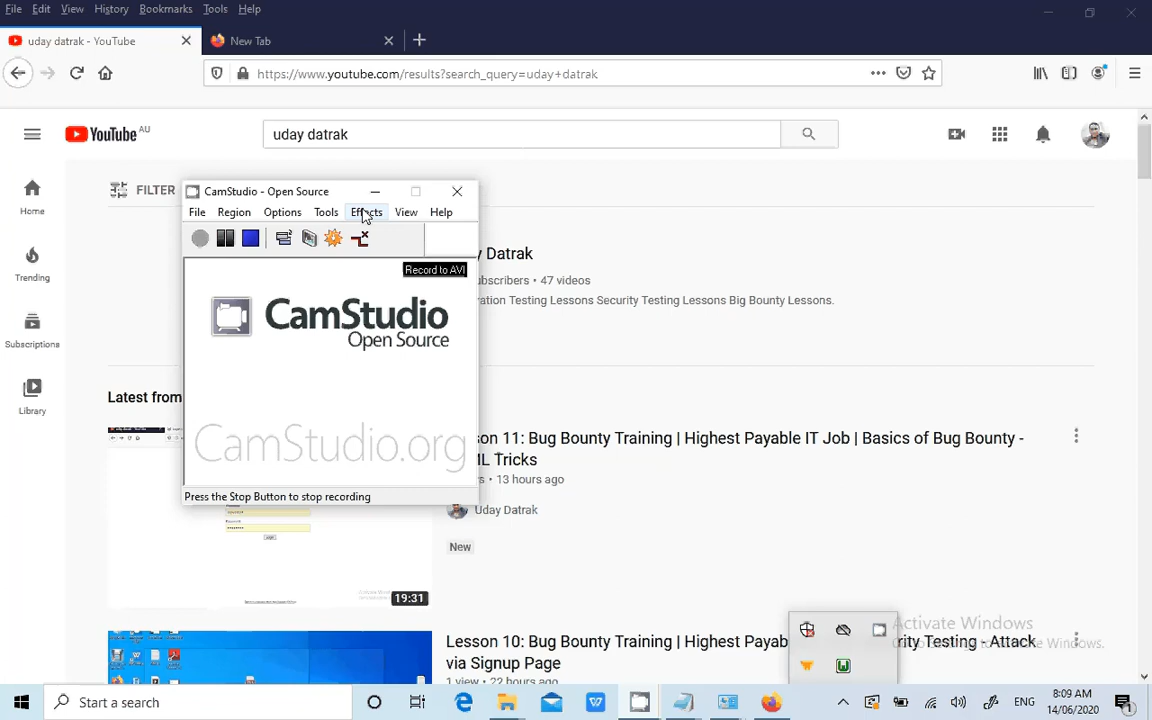 File Edit View History Bookmarks Tools Help
uday datrak - YouTube
New Tab
https://www.youtube.com/results?search_query=uday+datrak
YouTube AU
uday datrak
FILTER
Home
Trending
Subscriptions
Library
CamStudio - Open Source
File Region Options Tools Effects View Help
Record to AVI
CamStudio
Open Source
CamStudio.org
Press the Stop Button to stop recording
Datrak
47 videos
Testing Lessons Security Testing Lessons Big Bounty Lessons.
Latest from
11: Bug Bounty Training | Highest Payable IT Job | Basics of Bug Bounty -
Tricks
13 hours ago
Uday Datrak
New
19:31
Lesson 10: Bug Bounty Training | Highest
Testing - Attack
via Signup Page
1 view • 22 hours ago
Activate Windows
Start a search
ENG
8:09 AM
14/06/2020
1